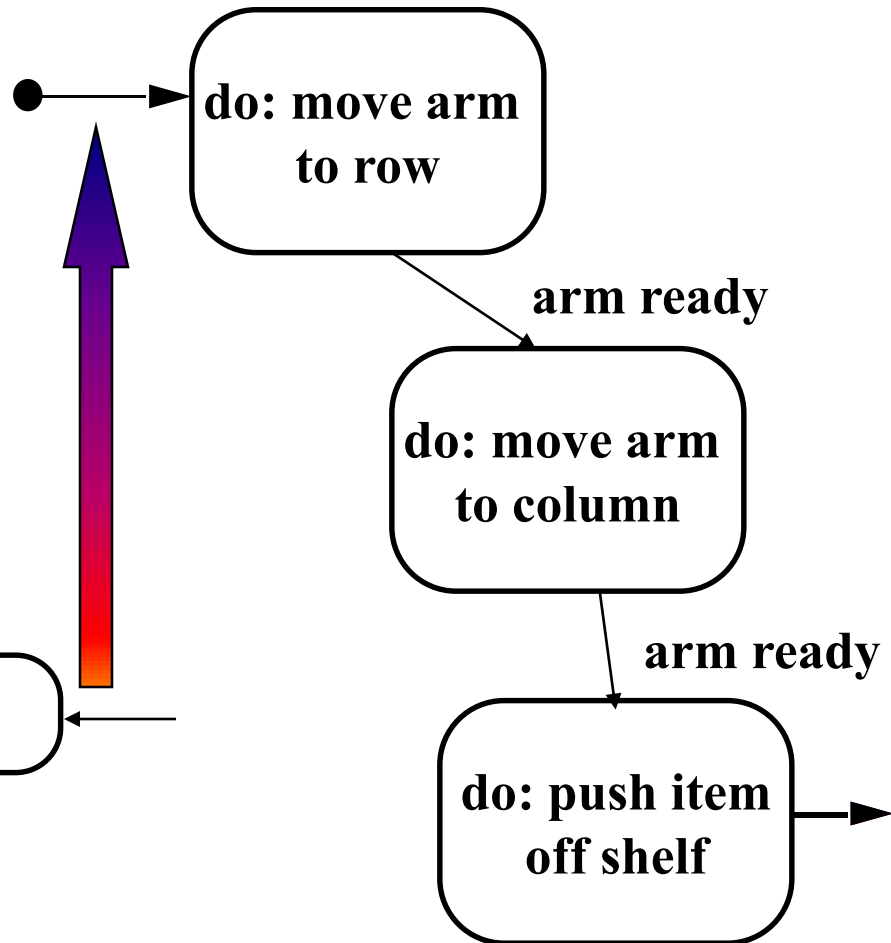 do: move arm
to row
arm ready
do: move arm
to column
arm ready
do: push item
off shelf